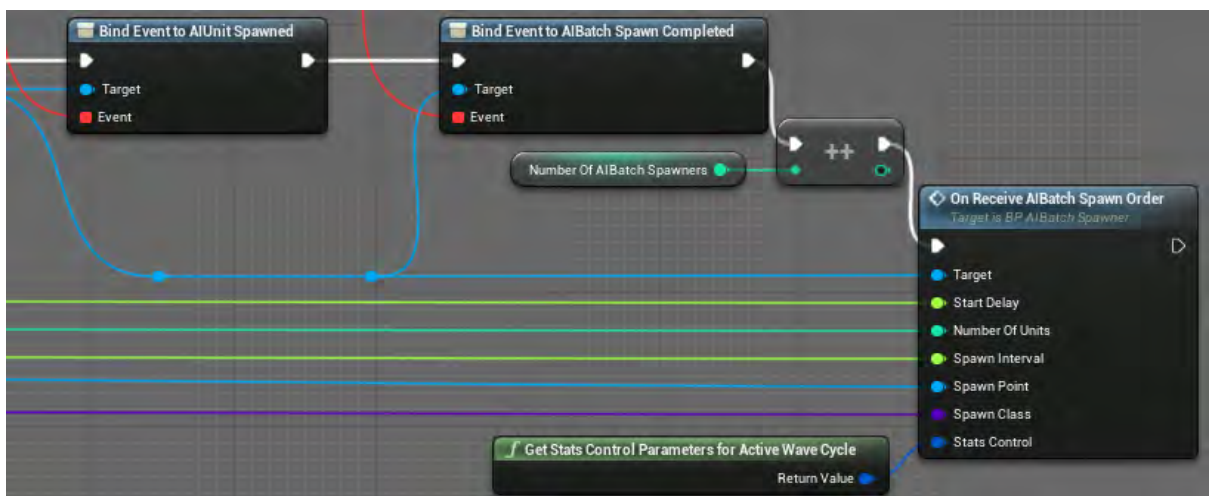 Bind Event to AIUnit Spawned
Target
Event
Bind Event to AIBatch Spawn Completed
Target
Event
Number Of AIBatch Spawners
++
On Receive AIBatch Spawn Order
Target is BP AIBatch Spawner
Target
Start Delay
Number Of Units
Spawn Interval
Spawn Point
Spawn Class
Stats Control
f Get Stats Control Parameters for Active Wave Cycle
Return Value